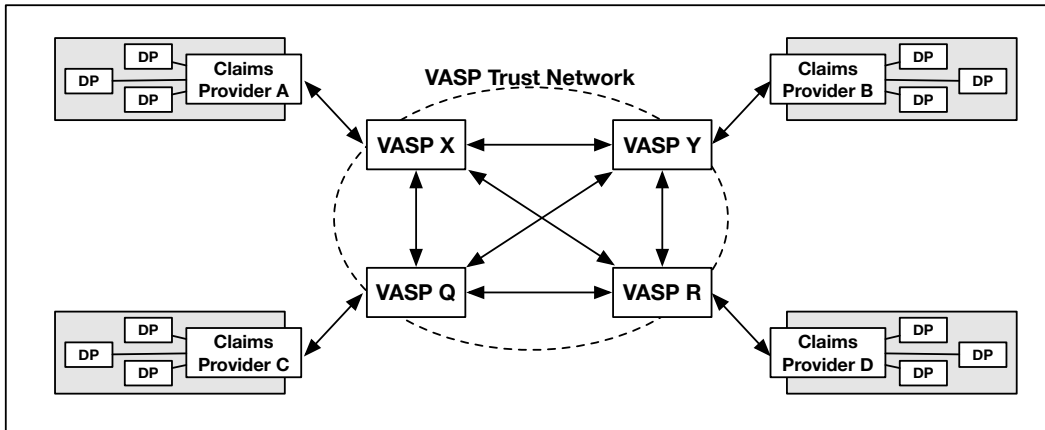 VASP Trust Network
DP
DP
DP
Claims
Provider A
DP
DP
DP
Claims
Provider B
VASP X
VASP Y
VASP Q
VASP R
DP
DP
DP
Claims
Provider C
DP
DP
DP
Claims
Provider D